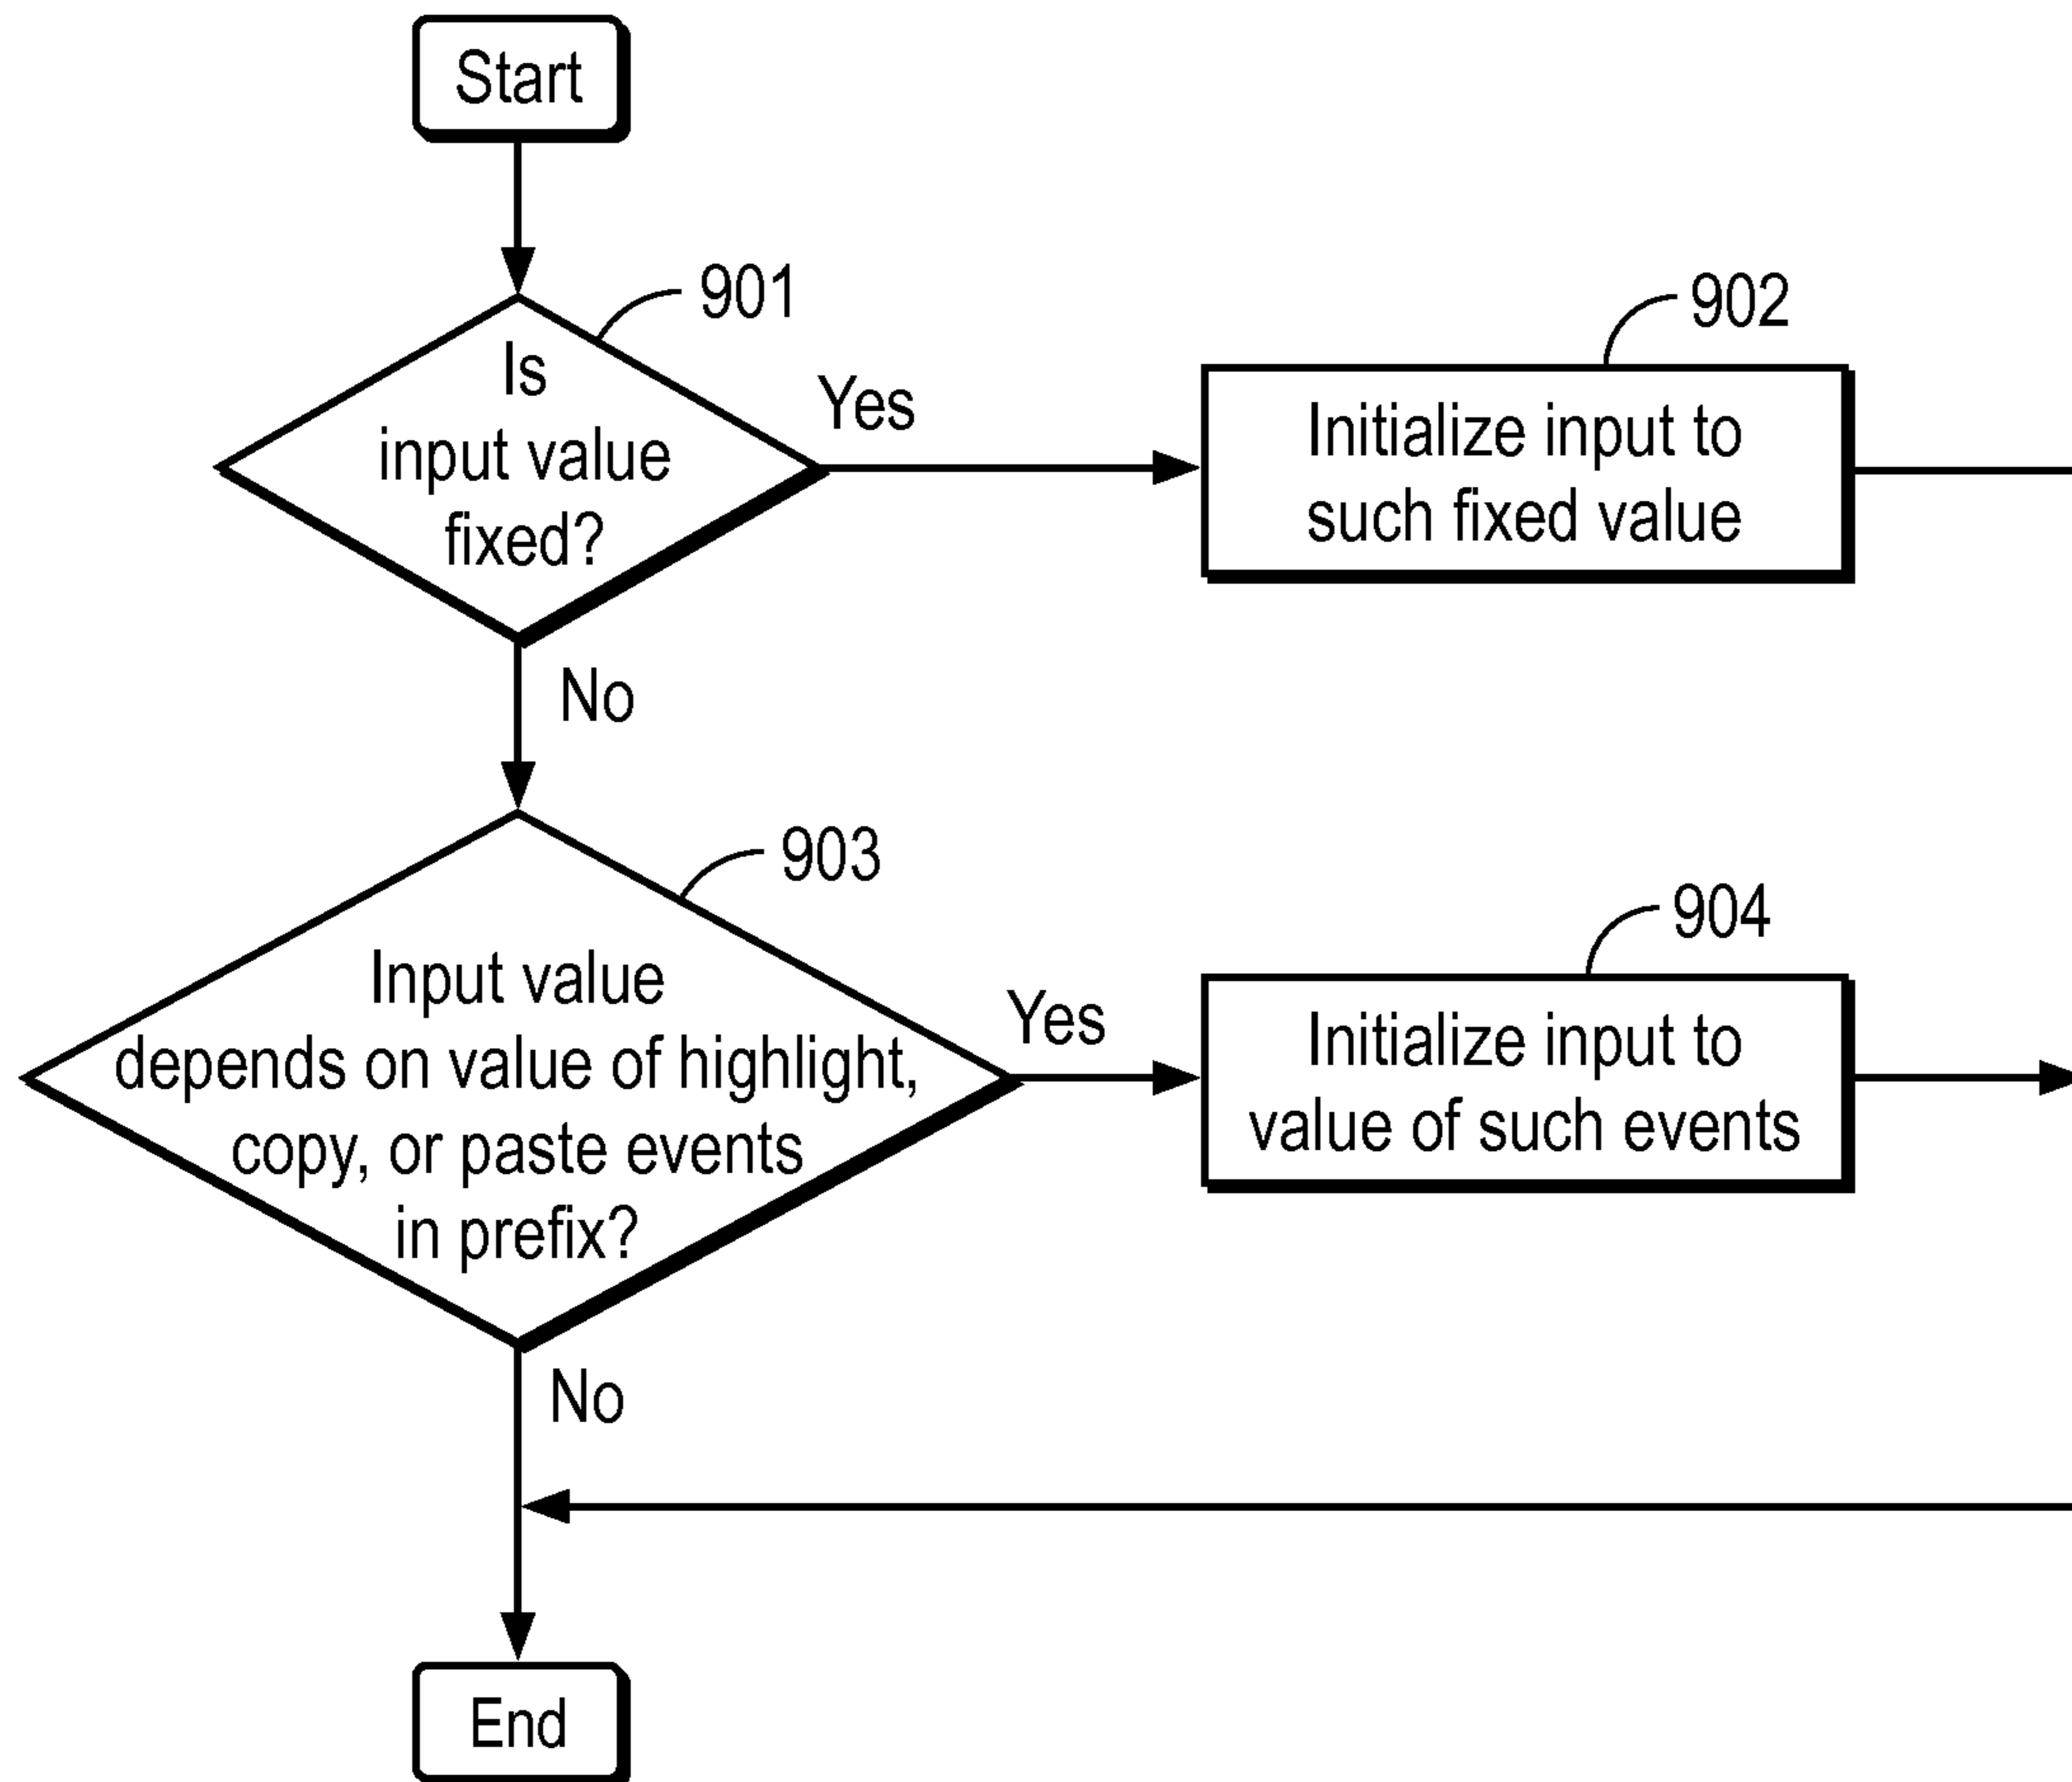 Start
901
Is
input value
fixed?
Yes
902
Initialize input to
such fixed value
No
903
Input value
depends on value of highlight,
copy, or paste events
in prefix?
Yes
904
Initialize input to
value of such events
No
End